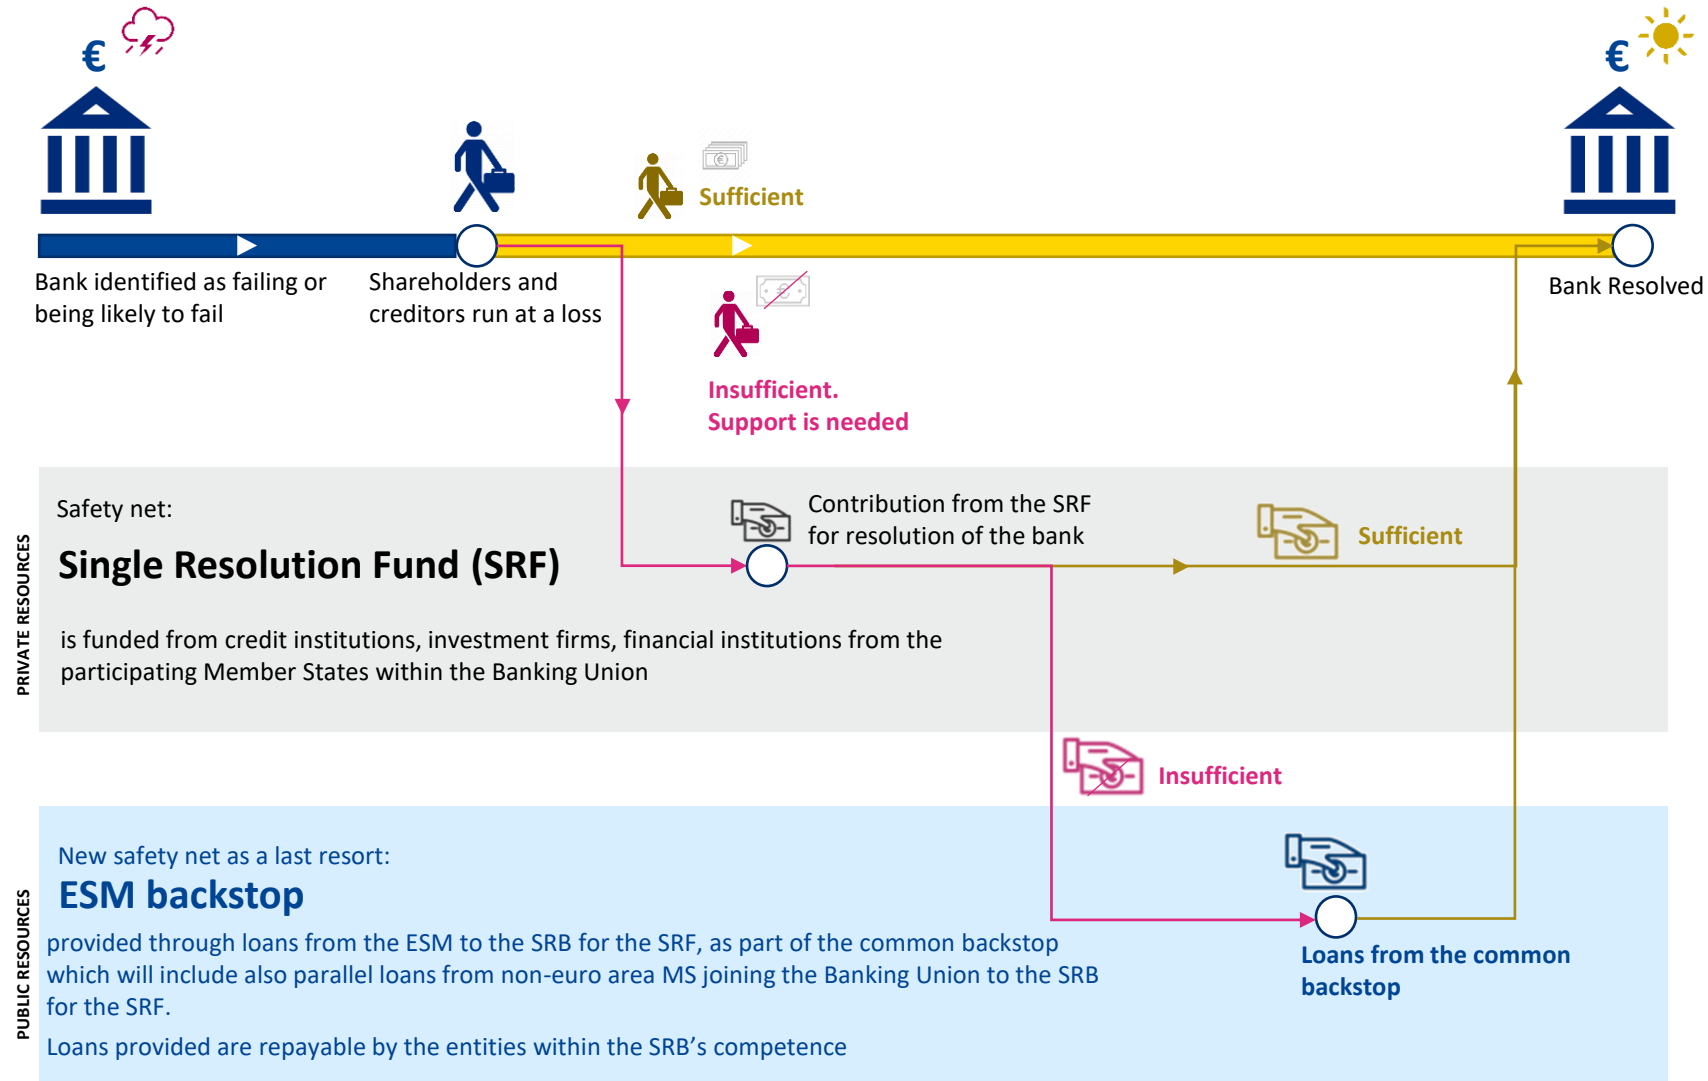 €
€
Sufficient
Bank identified as failing or
being likely to fail
Shareholders and
creditors run at a loss
Bank Resolved
Insufficient.
Support is needed
PRIVATE RESOURCES
Safety net:
Single Resolution Fund (SRF)
is funded from credit institutions, investment firms, financial institutions from the
participating Member States within the Banking Union
Contribution from the SRF
for resolution of the bank
Sufficient
Insufficient
PUBLIC RESOURCES
New safety net as a last resort:
ESM backstop
provided through loans from the ESM to the SRB for the SRF, as part of the common backstop
which will include also parallel loans from non-euro area MS joining the Banking Union to the SRB
for the SRF.
Loans provided are repayable by the entities within the SRB’s competence
Loans from the common
backstop